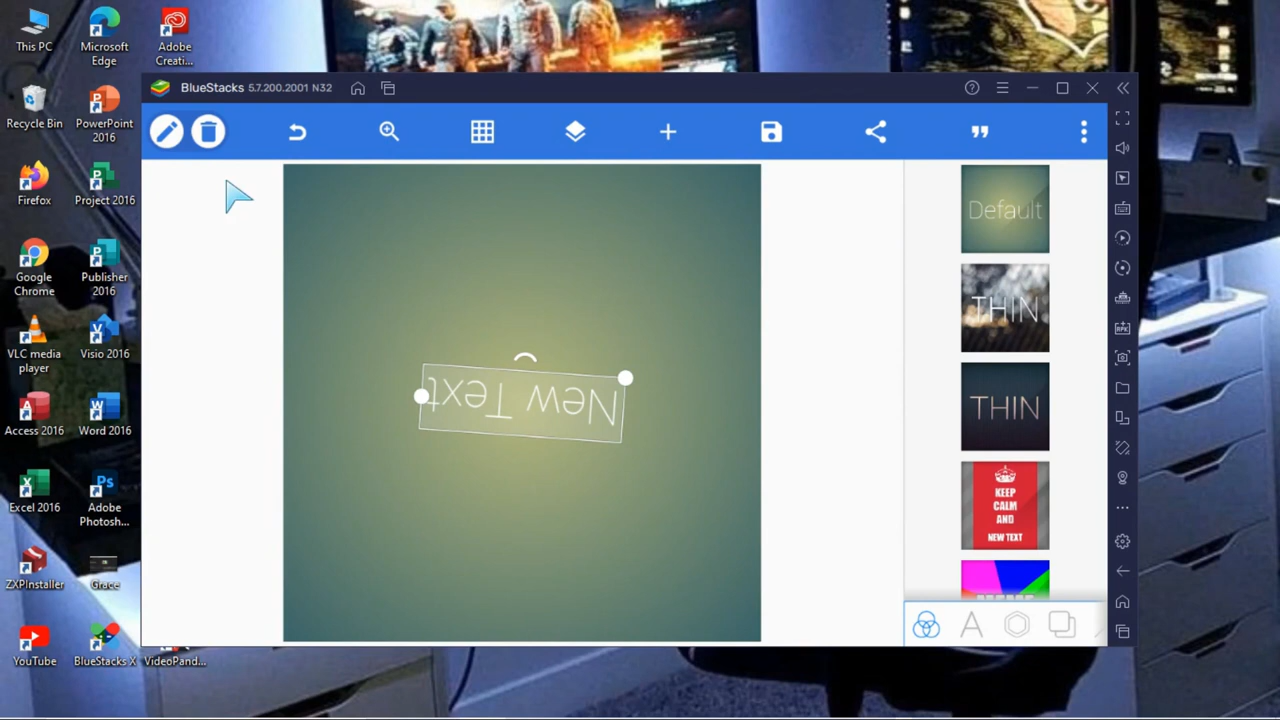 This PC
Microsoft
Edge
Adobe
Creati...
Recycle Bin
PowerPoint
2016
Firefox
Project 2016
Google
Chrome
Publisher
2016
VLC media
player
Visio 2016
Access 2016
Word 2016
Excel 2016
Adobe
Photosh...
ZXPInstaller
Grace
YouTube
BlueStacks X
VideoPand...
BlueStacks 5.7.200.2001 N32
New Text
Default
THIN
THIN
KEEP
CALM
AND
NEW TEXT
RPK